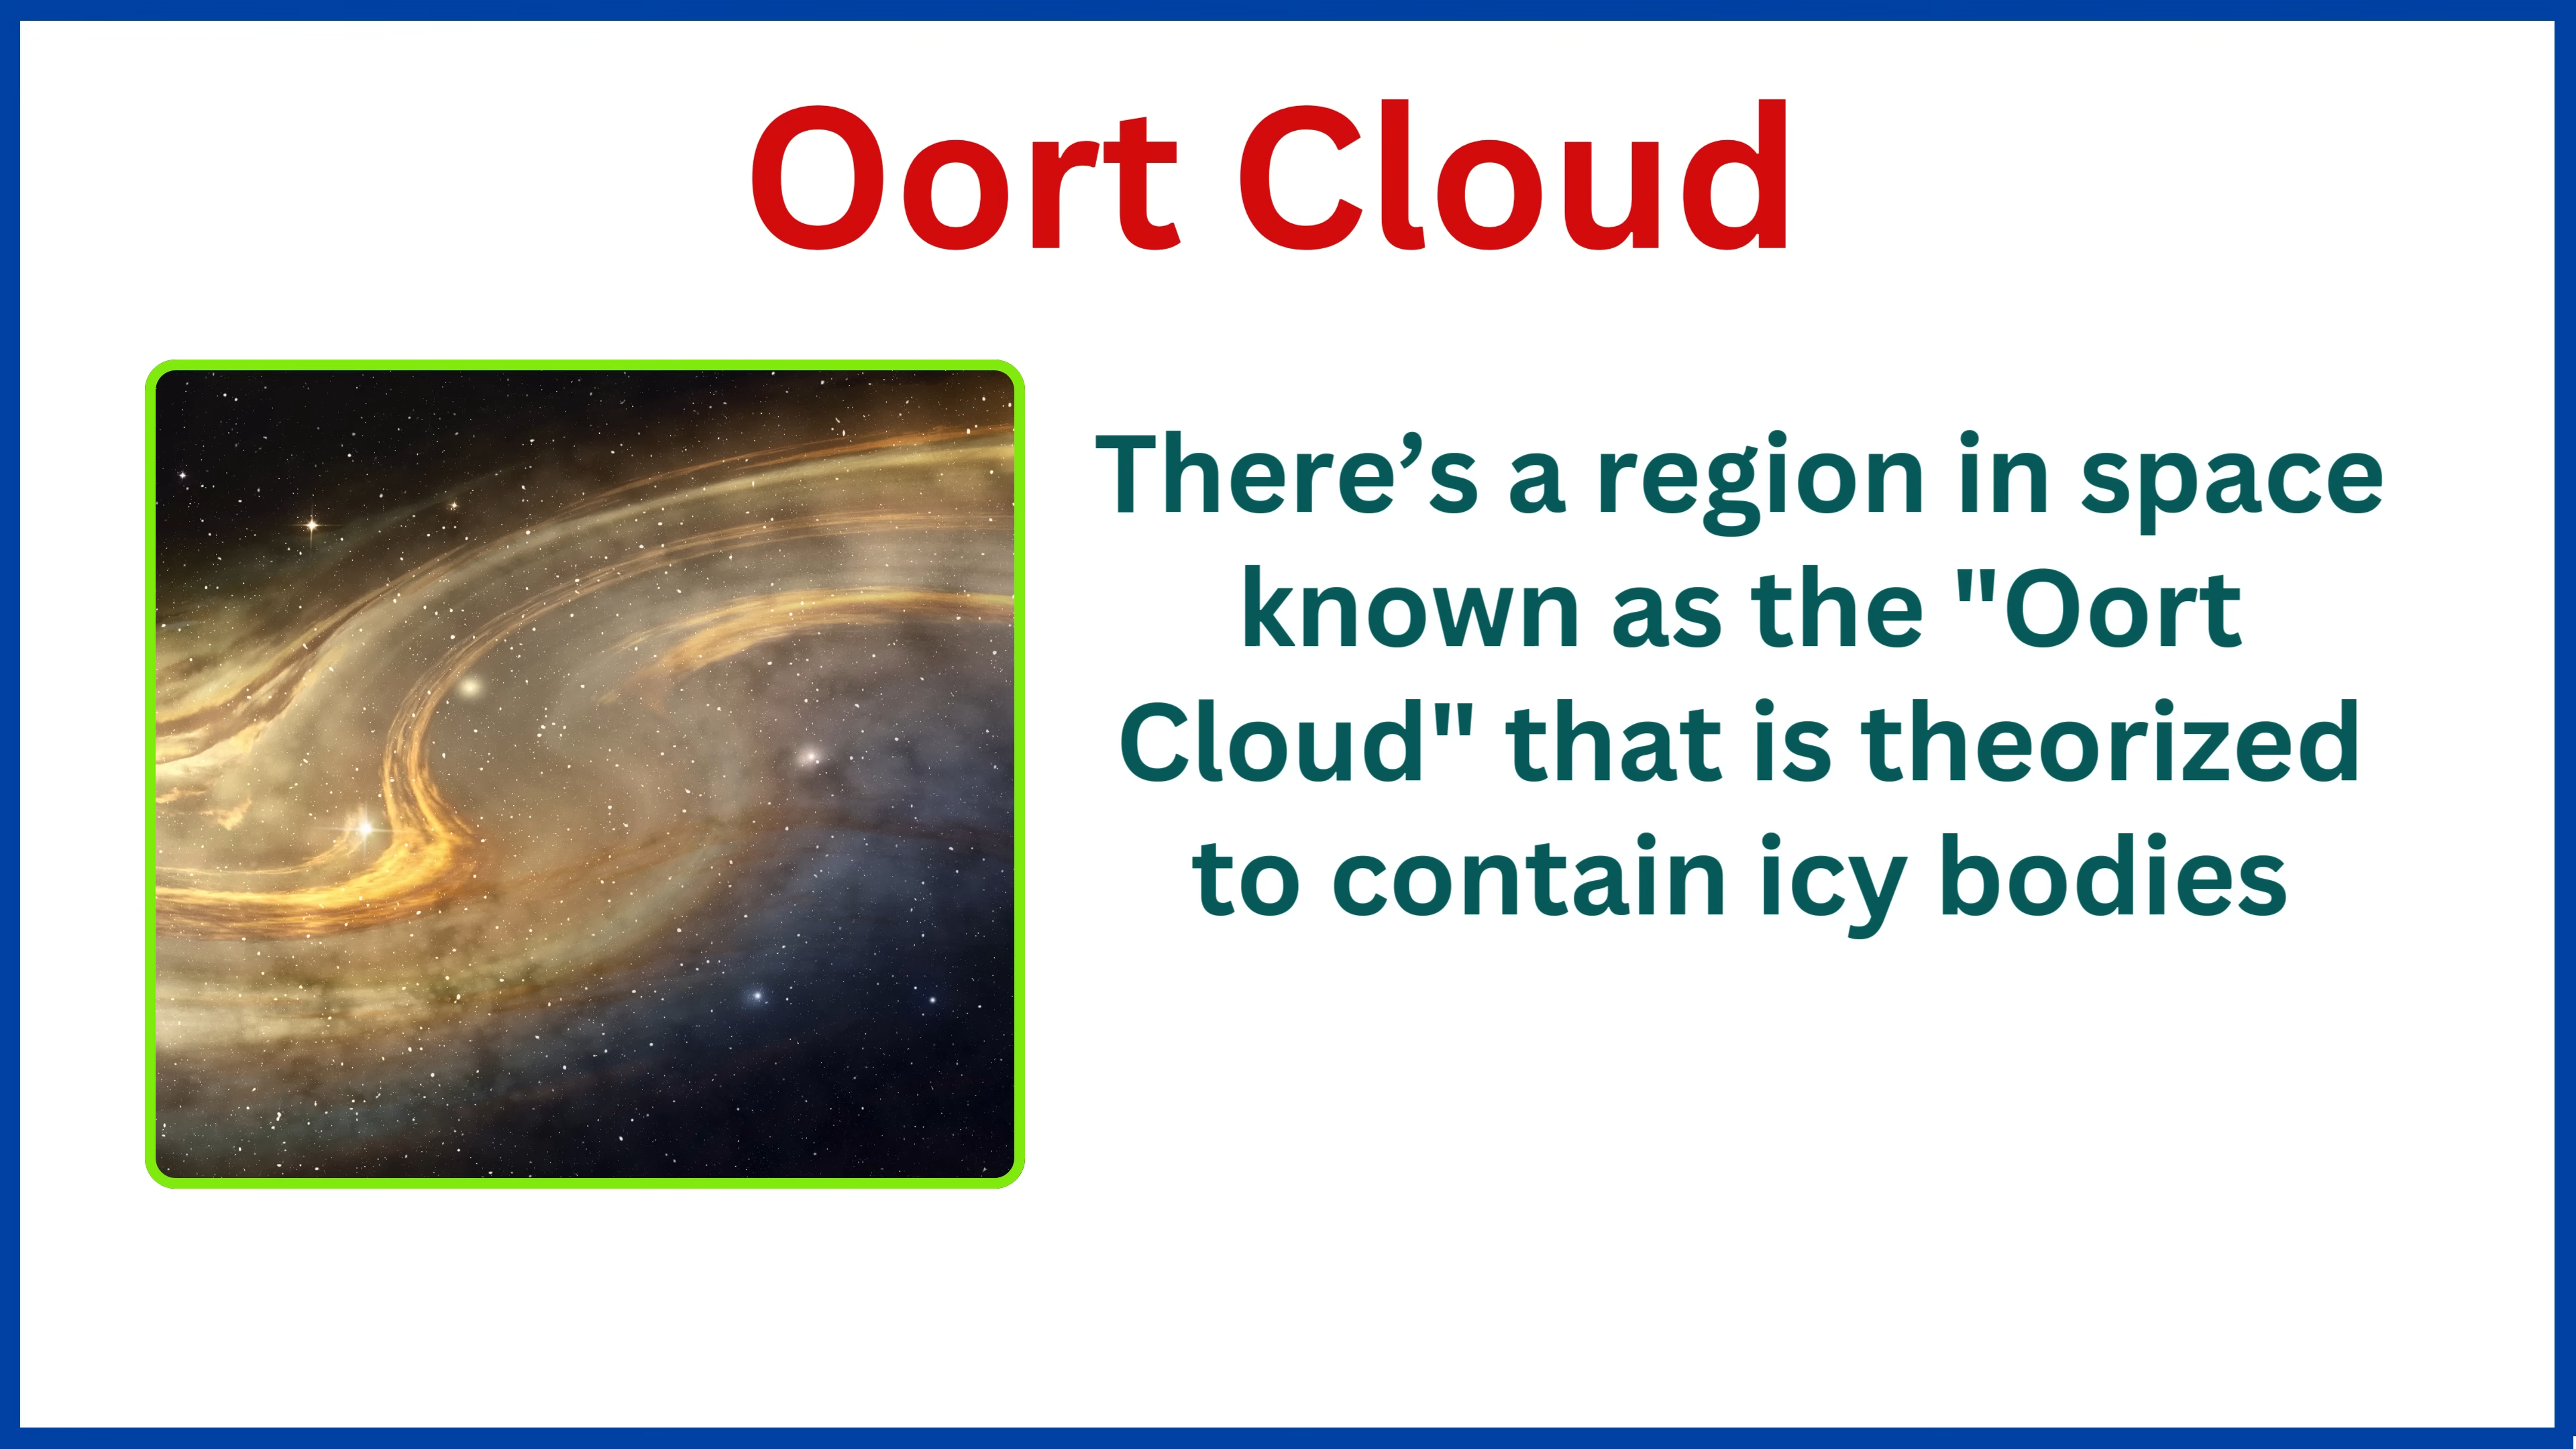 Oort Cloud
There’s a region in space
known as the "Oort
Cloud" that is theorized
to contain icy bodies